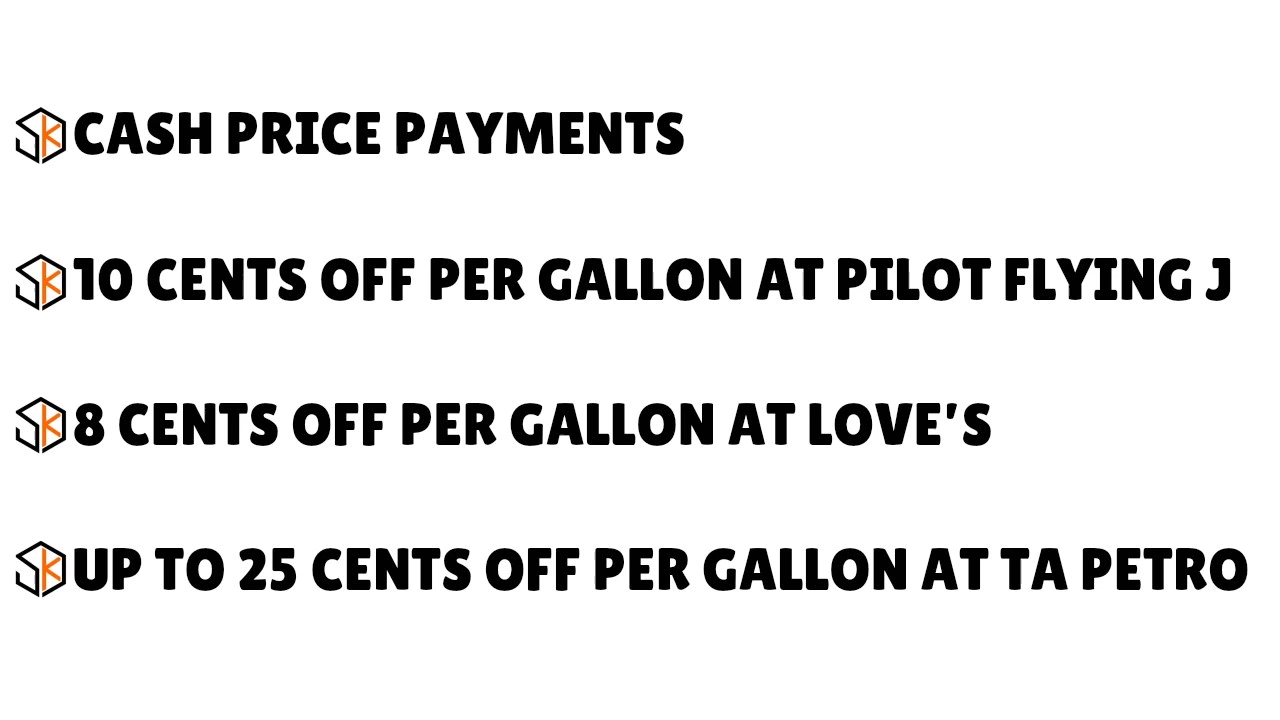 CASH PRICE PAYMENTS
10 CENTS OFF PER GALLON AT PILOT FLYING J
8 CENTS OFF PER GALLON AT LOVE'S
UP TO 25 CENTS OFF PER GALLON AT TA PETRO